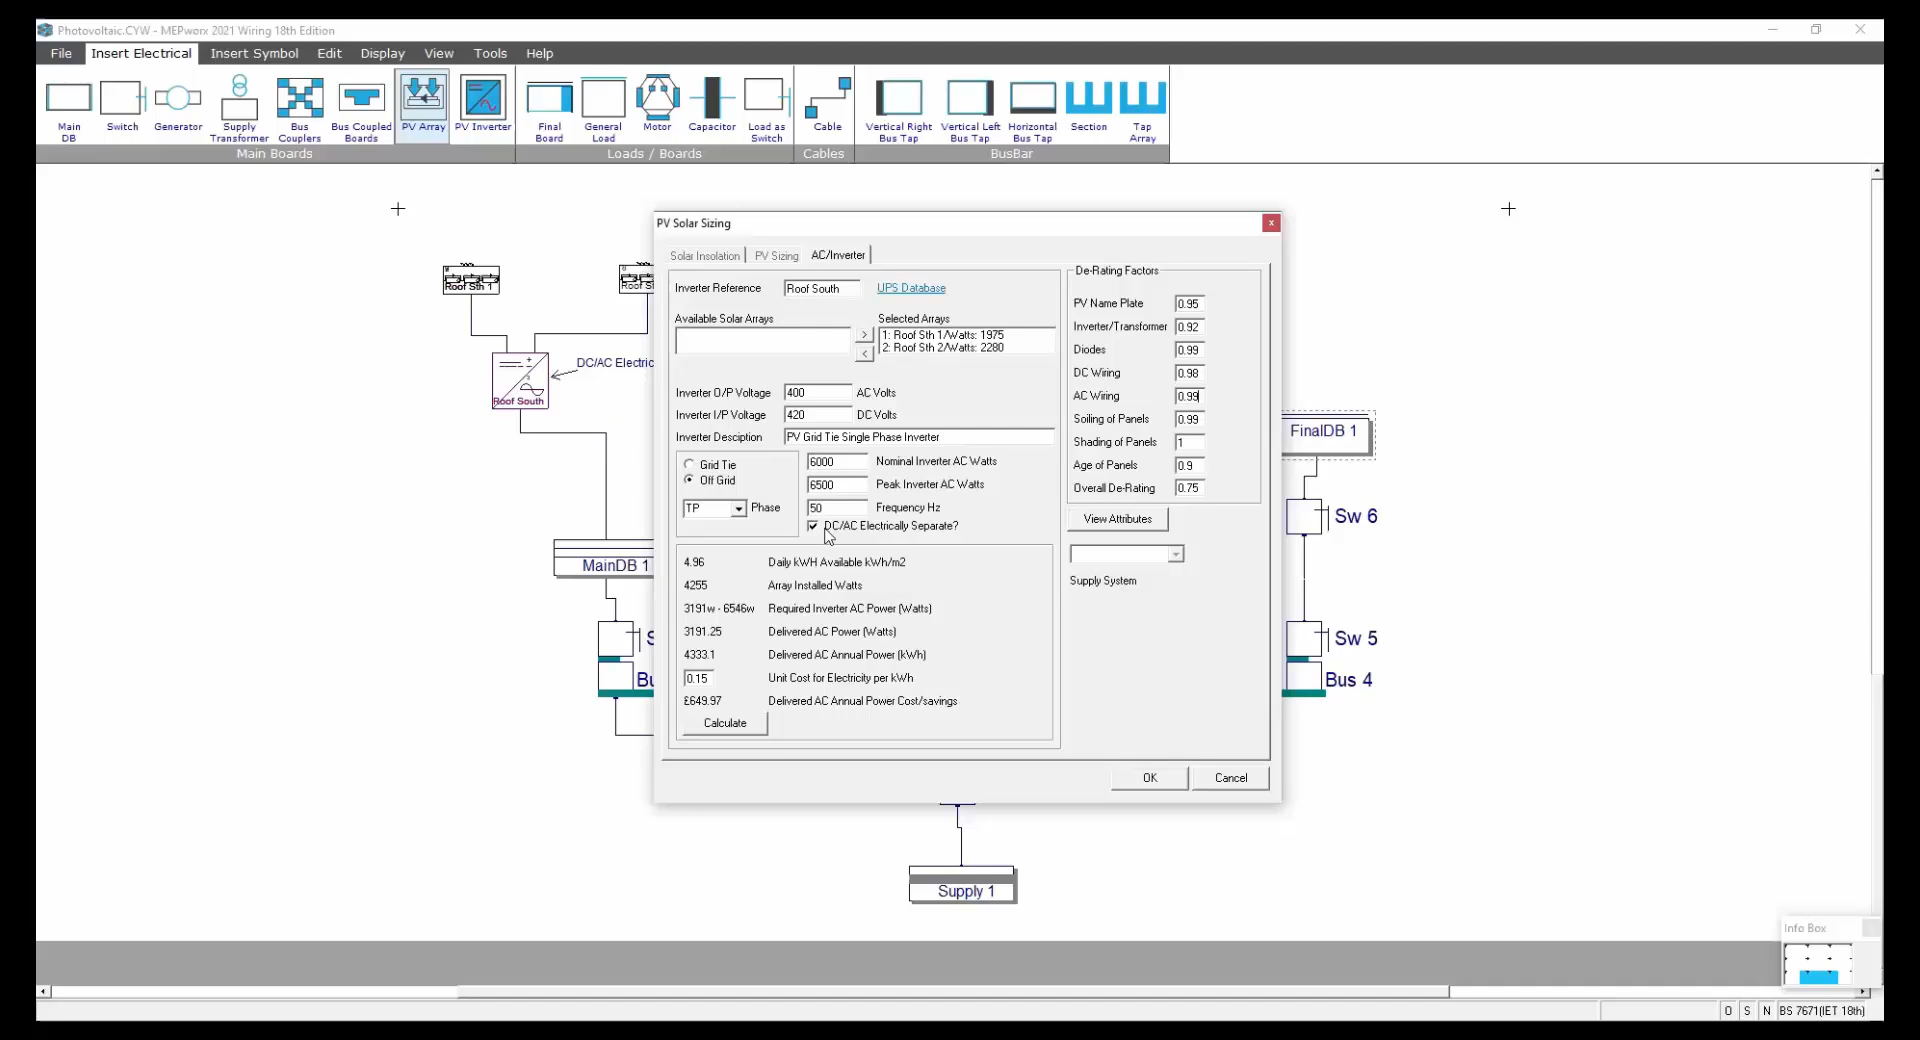 Photovoltaic.CYW - MEPworx 2021 Wiring 18th Edition
File Insert Electrical Insert Symbol Edit Display View Tools Help
Main DB
Switch
Generator
Supply Transformer
Bus Couplers
Bus Coupled Boards
PV Array
PV Inverter
Final Board
General Load
Motor
Capacitor
Load as Switch
Cable
Vertical Right Bus Tap
Vertical Left Bus Tap
Horizontal Bus Tap
Section
Tap Array
Main Boards
Loads / Boards
Cables
BusBar
Roof Sth 1
Roof S
DC/AC Electric
Roof South
MainDB 1
S
Bu
PV Solar Sizing
Solar Insolation PV Sizing AC/Inverter
Inverter Reference Roof South UPS Database
Available Solar Arrays Selected Arrays
> 1: Roof Sth 1/Watts: 1975
< 2: Roof Sth 2/Watts: 2280
Inverter O/P Voltage 400 AC Volts
Inverter I/P Voltage 420 DC Volts
Inverter Desciption PV Grid Tie Single Phase Inverter
Grid Tie
Off Grid
TP Phase
6000 Nominal Inverter AC Watts
6500 Peak Inverter AC Watts
50 Frequency Hz
DC/AC Electrically Separate?
4.96 Daily kWH Available kWh/m2
4255 Array Installed Watts
3191w - 6546w Required Inverter AC Power (Watts)
3191.25 Delivered AC Power (Watts)
4333.1 Delivered AC Annual Power (kWh)
0.15 Unit Cost for Electricity per kWh
£649.97 Delivered AC Annual Power Cost/savings
Calculate
De-Rating Factors
PV Name Plate 0.95
Inverter/Transformer 0.92
Diodes 0.99
DC Wiring 0.98
AC Wiring 0.99
Soiling of Panels 0.99
Shading of Panels 1
Age of Panels 0.9
Overall De-Rating 0.75
View Attributes
Supply System
OK Cancel
FinalDB 1
Sw 6
Sw 5
Bus 4
Supply 1
Info Box
O S N BS 7671(IET 18th)